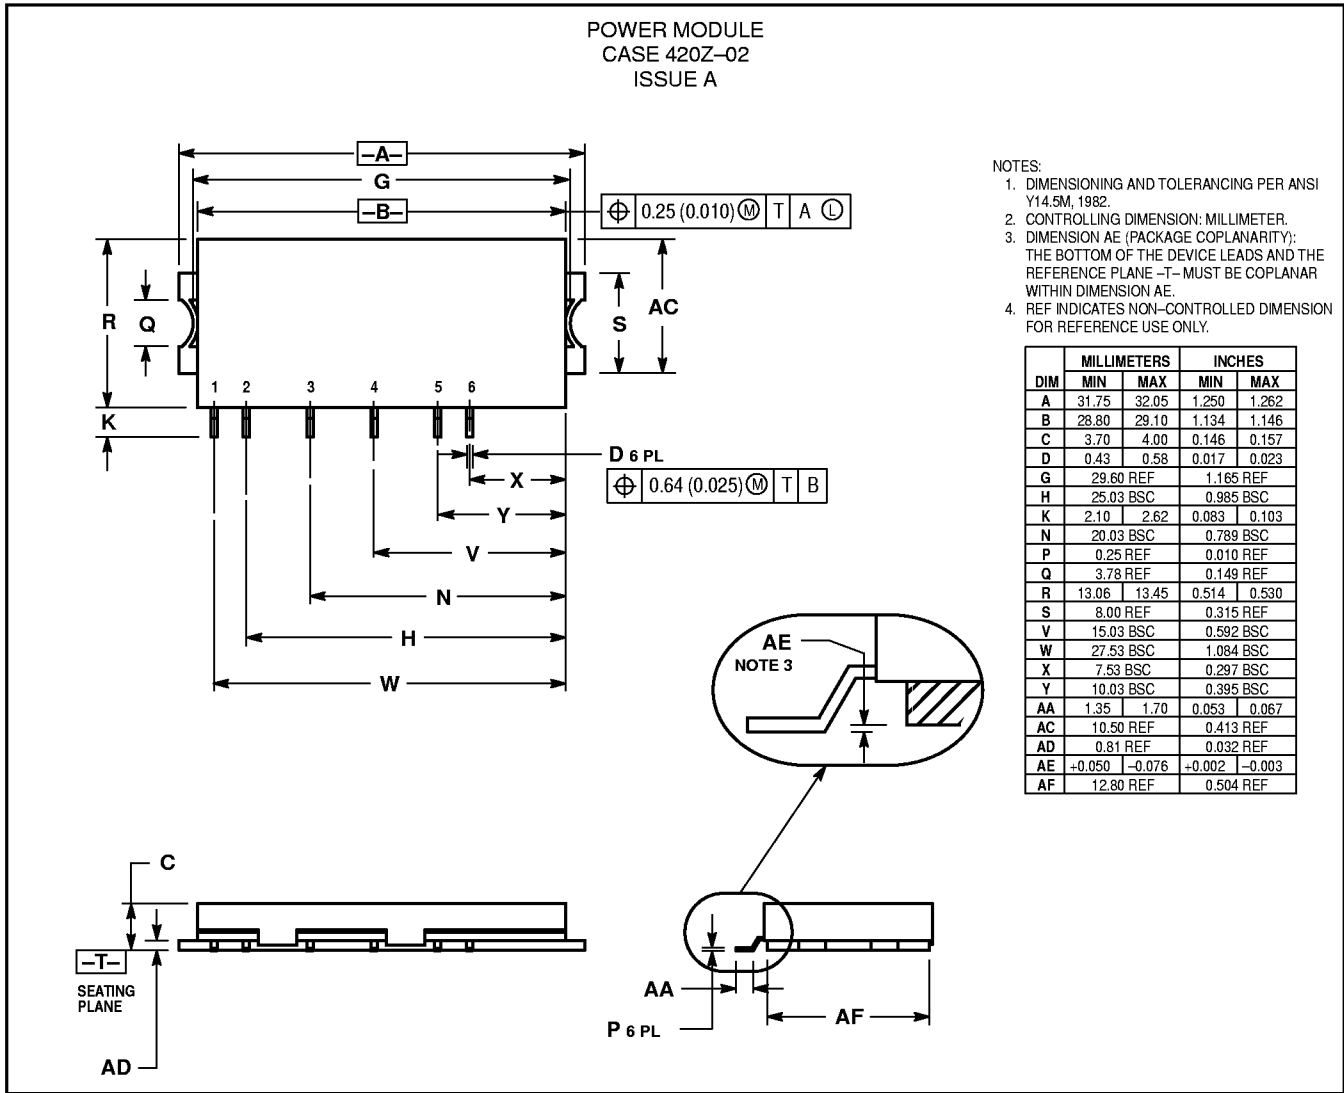 POWER MODULE
CASE 420Z–02
ISSUE A
–A–
G
–B–
⌖ 0.25 (0.010) Ⓜ T A Ⓛ
R
Q
S
AC
1 2 3 4 5 6
K
D 6 PL
⌖ 0.64 (0.025) Ⓜ T B
X
Y
V
N
H
W
NOTES:
1. DIMENSIONING AND TOLERANCING PER ANSI
Y14.5M, 1982.
2. CONTROLLING DIMENSION: MILLIMETER.
3. DIMENSION AE (PACKAGE COPLANARITY):
THE BOTTOM OF THE DEVICE LEADS AND THE
REFERENCE PLANE –T– MUST BE COPLANAR
WITHIN DIMENSION AE.
4. REF INDICATES NON–CONTROLLED DIMENSION
FOR REFERENCE USE ONLY.
MILLIMETERS INCHES
DIM MIN MAX MIN MAX
A 31.75 32.05 1.250 1.262
B 28.80 29.10 1.134 1.146
C 3.70 4.00 0.146 0.157
D 0.43 0.58 0.017 0.023
G 29.60 REF 1.165 REF
H 25.03 BSC 0.985 BSC
K 2.10 2.62 0.083 0.103
N 20.03 BSC 0.789 BSC
P 0.25 REF 0.010 REF
Q 3.78 REF 0.149 REF
R 13.06 13.45 0.514 0.530
S 8.00 REF 0.315 REF
V 15.03 BSC 0.592 BSC
W 27.53 BSC 1.084 BSC
X 7.53 BSC 0.297 BSC
Y 10.03 BSC 0.395 BSC
AA 1.35 1.70 0.053 0.067
AC 10.50 REF 0.413 REF
AD 0.81 REF 0.032 REF
AE +0.050 –0.076 +0.002 –0.003
AF 12.80 REF 0.504 REF
AE
NOTE 3
C
–T–
SEATING
PLANE
AD
AA
P 6 PL
AF